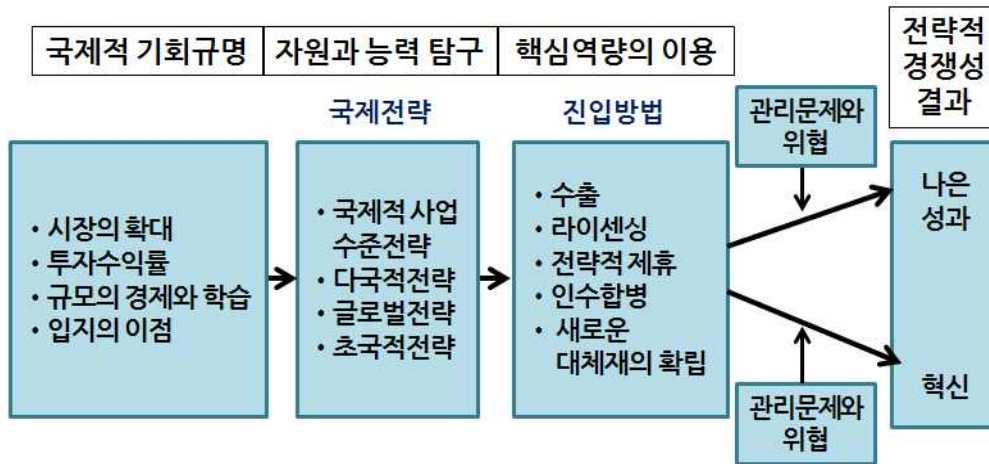 국제적 기회규명
자원과 능력 탐구
핵심역량의 이용
전략적
경쟁성
결과
국제전략
진입방법
관리문제와
위협
• 시장의 확대
• 투자수익률
• 규모의 경제와 학습
• 입지의 이점
• 국제적 사업
수준전략
• 다국적전략
• 글로벌전략
• 초국적전략
• 수출
• 라이센싱
• 전략적 제휴
• 인수합병
• 새로운
대체재의 확립
나은
성과
혁신
관리문제와
위협